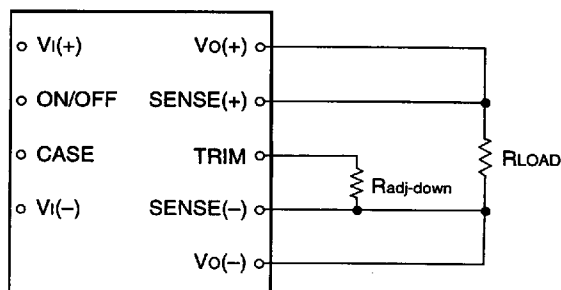 VI(+) VO(+)
ON/OFF SENSE(+)
CASE TRIM RLOAD
Radj-down
VI(–) SENSE(–)
VO(–)